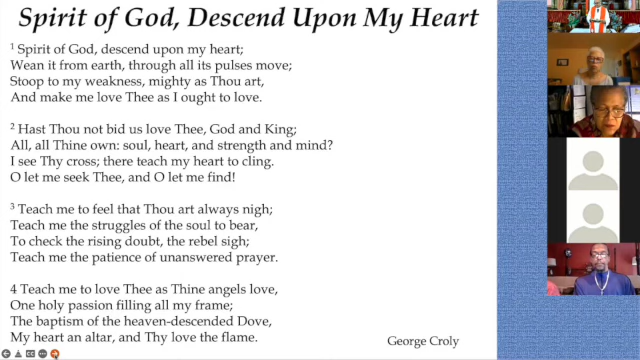 Spirit of God, Descend Upon My Heart
1 Spirit of God, descend upon my heart;
Wean it from earth, through all its pulses move;
Stoop to my weakness, mighty as Thou art,
And make me love Thee as I ought to love.
2 Hast Thou not bid us love Thee, God and King;
All, all Thine own: soul, heart, and strength and mind?
I see Thy cross; there teach my heart to cling.
O let me seek Thee, and O let me find!
3 Teach me to feel that Thou art always nigh;
Teach me the struggles of the soul to bear,
To check the rising doubt, the rebel sigh;
Teach me the patience of unanswered prayer.
4 Teach me to love Thee as Thine angels love,
One holy passion filling all my frame;
The baptism of the heaven-descended Dove,
My heart an altar, and Thy love the flame.
George Croly